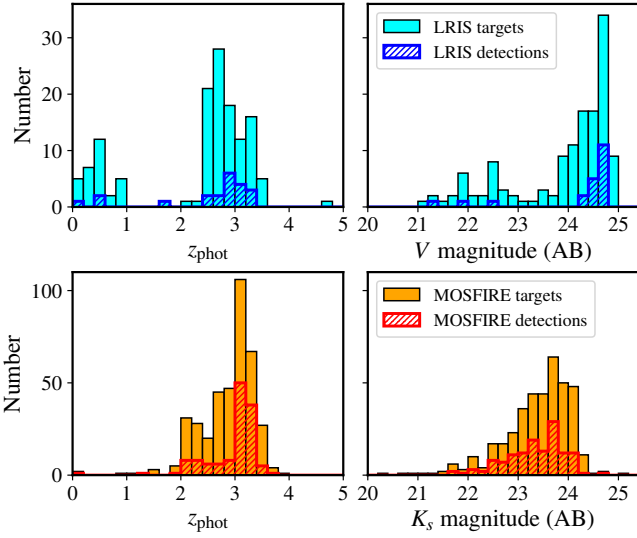 LRIS targets
LRIS detections
Number
30
20
10
0
0 1 2 3 4 5
20 21 22 23 24 25
z_phot
V magnitude (AB)
MOSFIRE targets
MOSFIRE detections
Number
100
50
0
0 1 2 3 4 5
20 21 22 23 24 25
z_phot
K_s magnitude (AB)